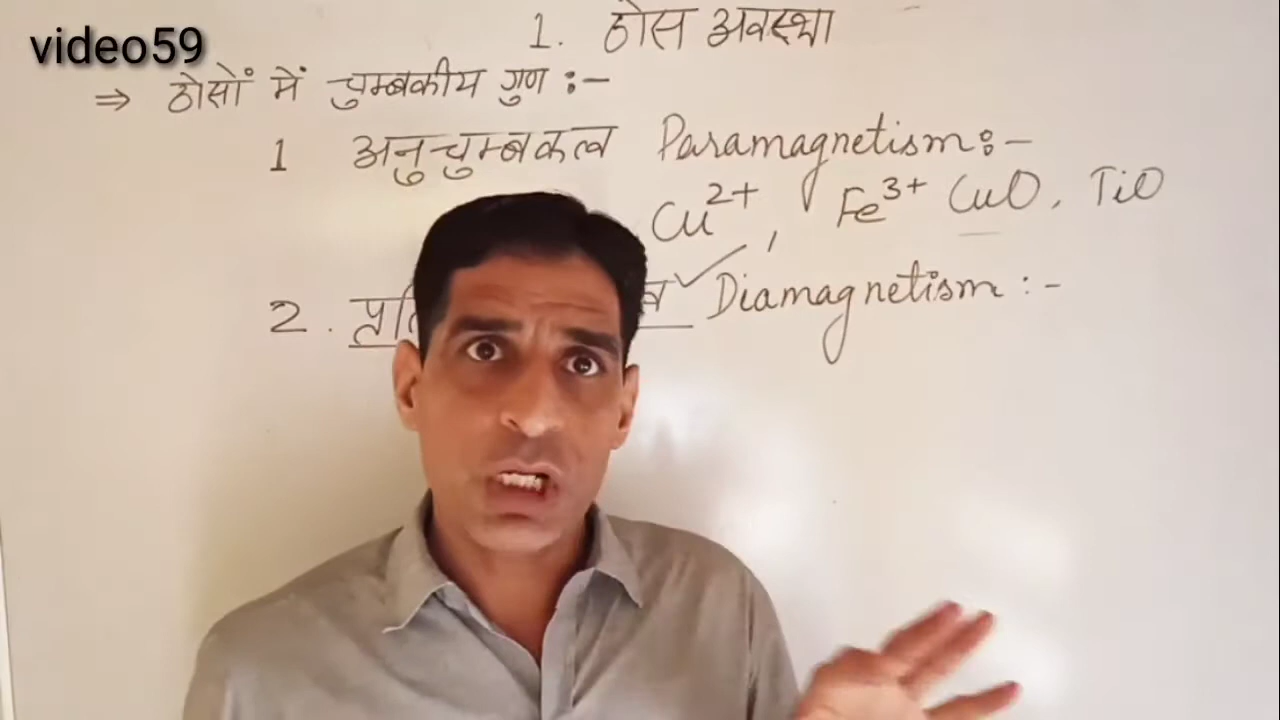 video59
1. ठोस अवस्था
⇒ ठोसों में चुम्बकीय गुण :-
1 अनुचुम्बकत्व Paramagnetism :-
Cu²⁺, Fe³⁺ CuO, TiO
2. Diamagnetism :-